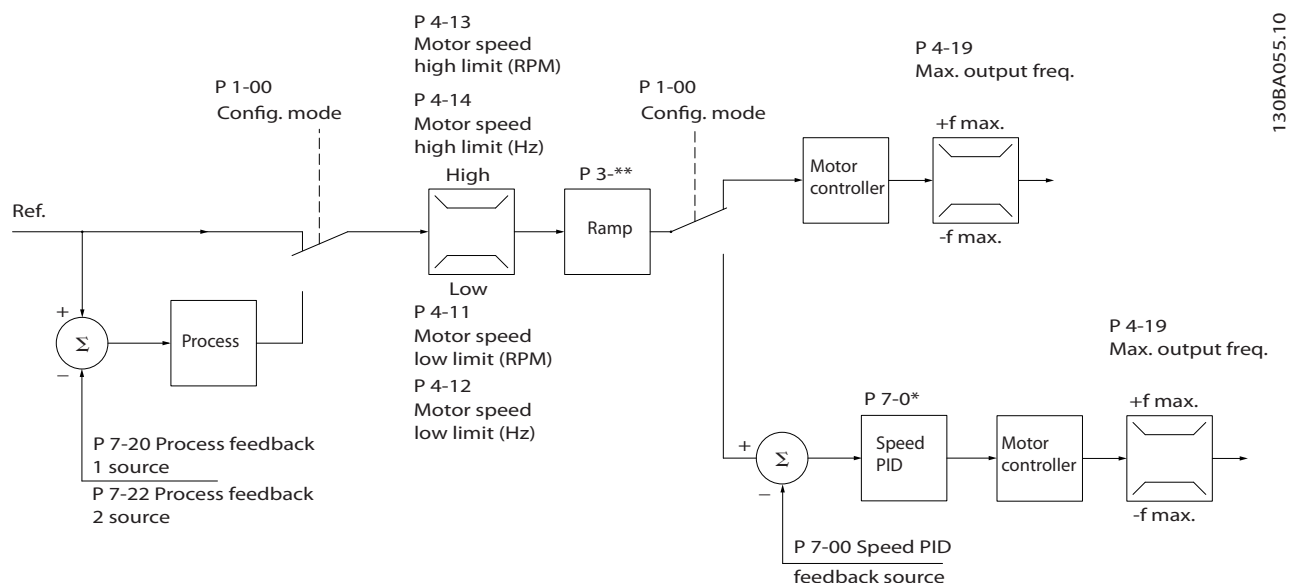 P 4-13
Motor speed
high limit (RPM)
P 4-14
Motor speed
high limit (Hz)
High
P 1-00
Config. mode
P 3-**
Ramp
P 1-00
Config. mode
Motor
controller
P 4-19
Max. output freq.
+f max.
-f max.
130BA055.10
Ref.
+
Σ
−
Process
P 7-20 Process feedback
1 source
P 7-22 Process feedback
2 source
Low
P 4-11
Motor speed
low limit (RPM)
P 4-12
Motor speed
low limit (Hz)
+
Σ
−
P 7-0*
Speed
PID
Motor
controller
P 4-19
Max. output freq.
+f max.
-f max.
P 7-00 Speed PID
feedback source